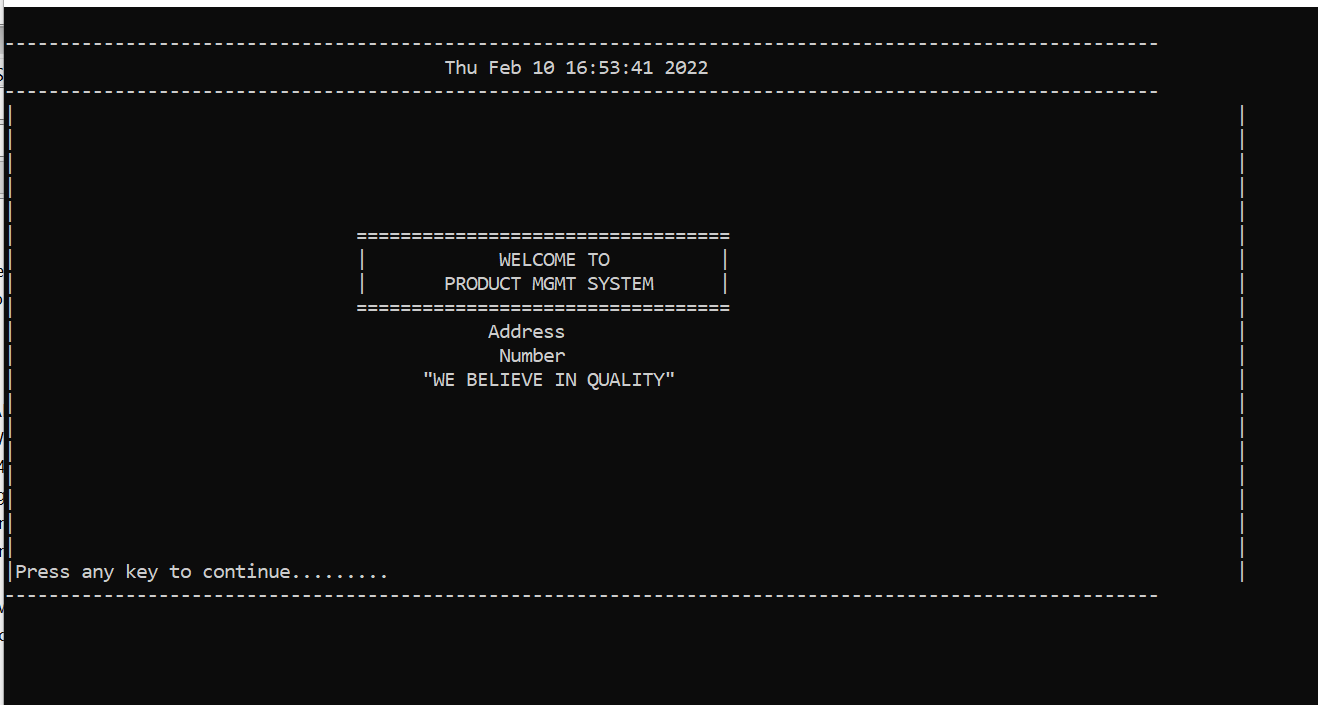 Thu Feb 10 16:53:41 2022
WELCOME TO
PRODUCT MGMT SYSTEM
Address
Number
"WE BELIEVE IN QUALITY"
Press any key to continue.........